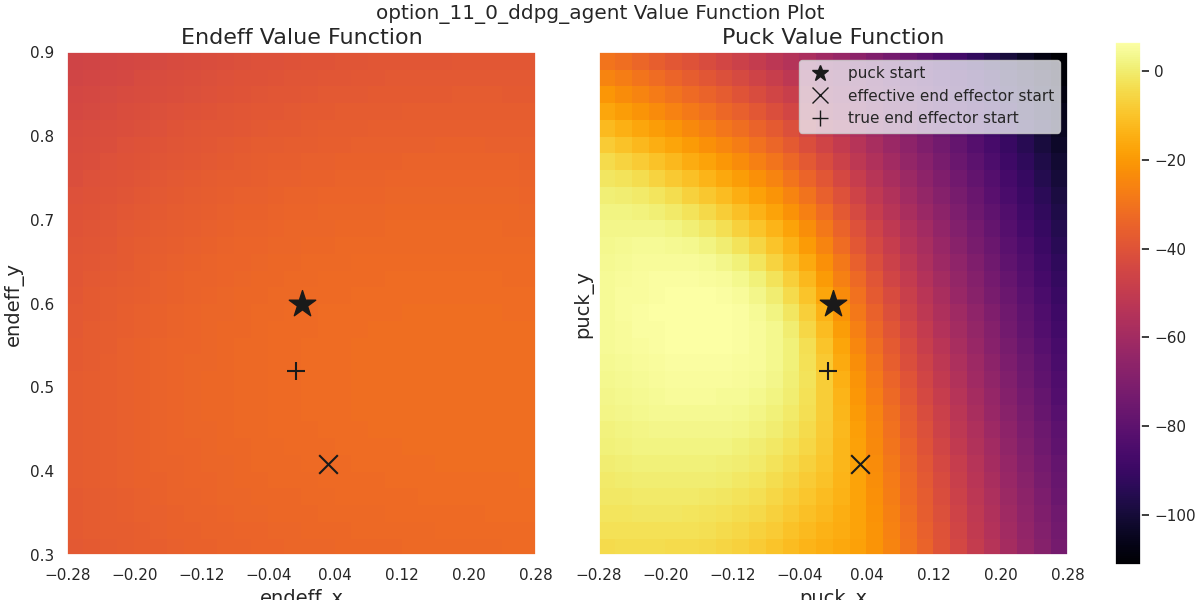 option_11_0_ddpg_agent Value Function Plot
Endeff Value Function
Puck Value Function
puck start
effective end effector start
true end effector start
endeff_y
0.9
0.8
0.7
0.6
0.5
0.4
0.3
−0.28 −0.20 −0.12 −0.04 0.04 0.12 0.20 0.28
endeff_x
puck_y
−0.28 −0.20 −0.12 −0.04 0.04 0.12 0.20 0.28
puck_x
0
−20
−40
−60
−80
−100